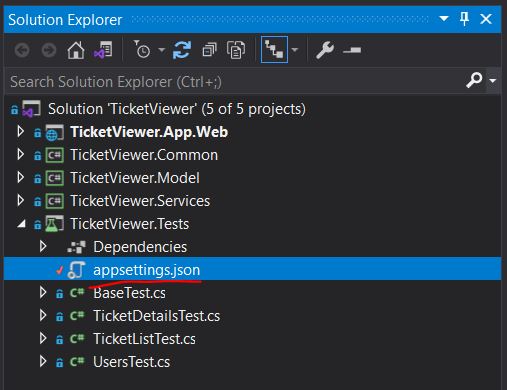 Solution Explorer
Search Solution Explorer (Ctrl+;)
Solution 'TicketViewer' (5 of 5 projects)
TicketViewer.App.Web
C# TicketViewer.Common
C# TicketViewer.Model
C# TicketViewer.Services
TicketViewer.Tests
Dependencies
appsettings.json
C# BaseTest.cs
C# TicketDetailsTest.cs
C# TicketListTest.cs
C# UsersTest.cs